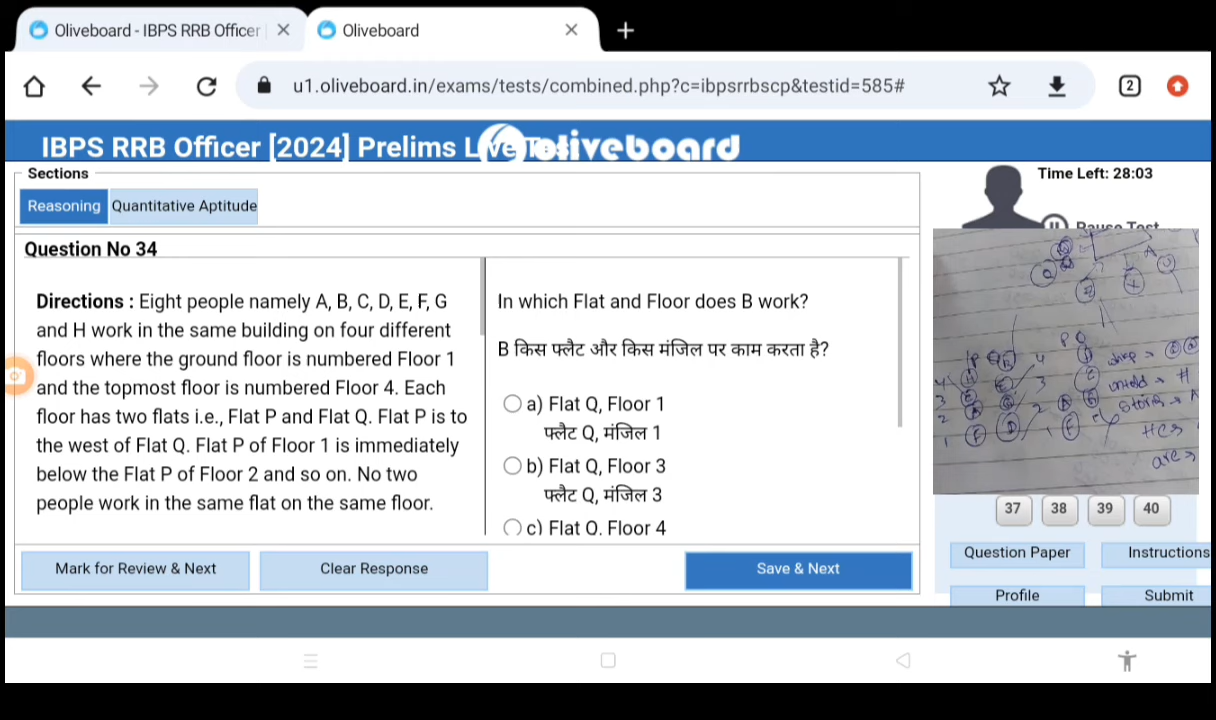 Oliveboard - IBPS RRB Officer
Oliveboard
u1.oliveboard.in/exams/tests/combined.php?c=ibpsrrbscp&testid=585#
2
IBPS RRB Officer [2024] Prelims Live Test
oliveboard
Sections
Time Left: 28:03
Reasoning
Quantitative Aptitude
Pause Test
Question No 34
Directions : Eight people namely A, B, C, D, E, F, G
and H work in the same building on four different
floors where the ground floor is numbered Floor 1
and the topmost floor is numbered Floor 4. Each
floor has two flats i.e., Flat P and Flat Q. Flat P is to
the west of Flat Q. Flat P of Floor 1 is immediately
below the Flat P of Floor 2 and so on. No two
people work in the same flat on the same floor.
In which Flat and Floor does B work?
B किस फ्लैट और किस मंजिल पर काम करता है?
a) Flat Q, Floor 1
फ्लैट Q, मंजिल 1
b) Flat Q, Floor 3
फ्लैट Q, मंजिल 3
c) Flat Q, Floor 4
37 38 39 40
Mark for Review & Next
Clear Response
Save & Next
Question Paper
Instructions
Profile
Submit